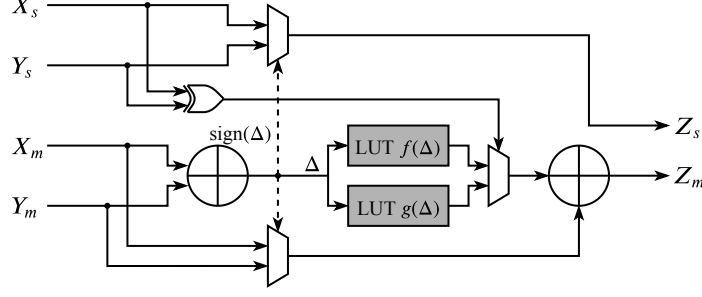 X_s
Y_s
sign(Δ)
X_m
Δ
LUT f(Δ)
Z_s
Z_m
Y_m
LUT g(Δ)